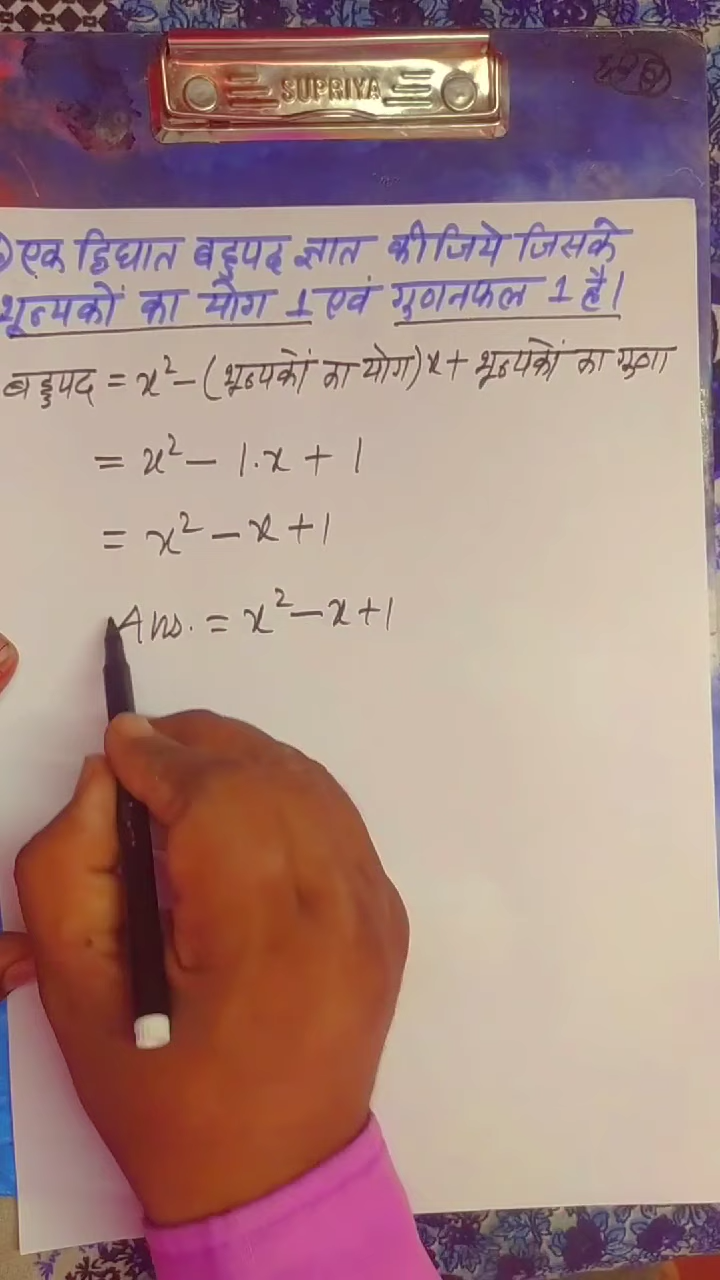 SUPRIYA
एक द्विघात बहुपद ज्ञात कीजिये जिसके
शून्यकों का योग 1 एवं गुणनफल 1 है।
बहुपद = x² - (शून्यकों का योग)x + शून्यकों का गुणा
= x² - 1.x + 1
= x² - x + 1
Ans. = x² - x + 1